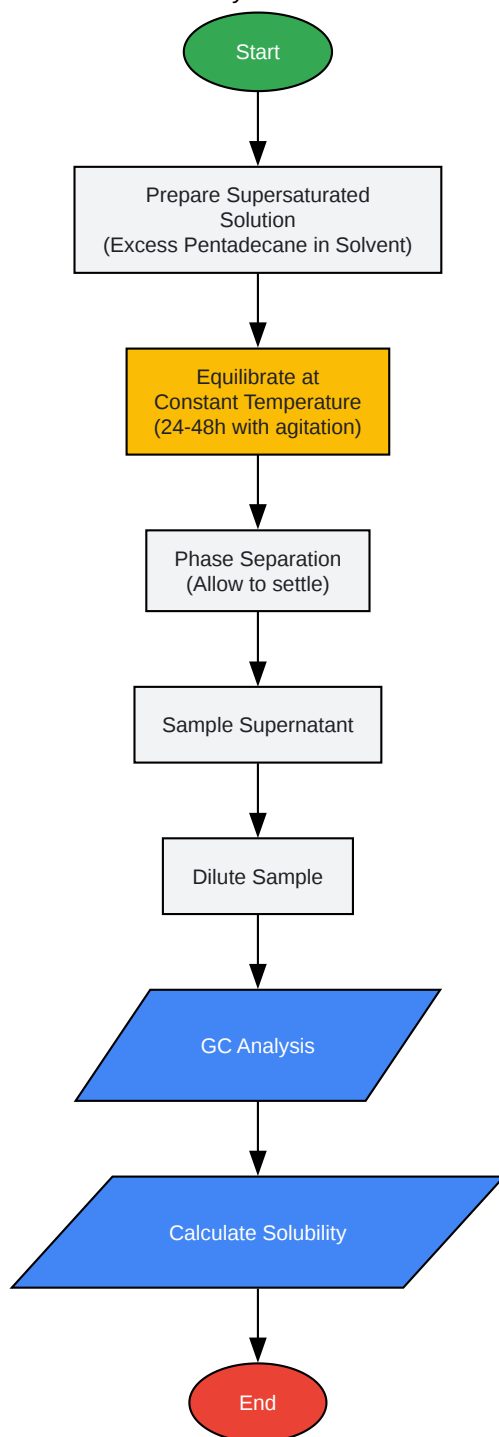 Start
Prepare Supersaturated
Solution
(Excess Pentadecane in Solvent)
Equilibrate at
Constant Temperature
(24-48h with agitation)
Phase Separation
(Allow to settle)
Sample Supernatant
Dilute Sample
GC Analysis
Calculate Solubility
End